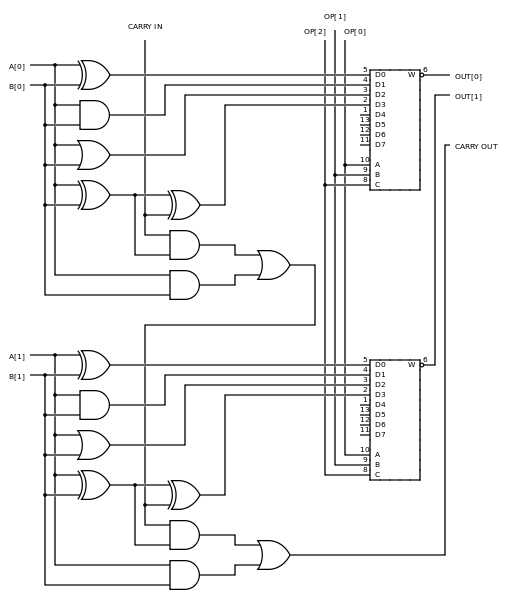 OP[1]
CARRY IN
OP[2]
OP[0]
A[0]
B[0]
5 D0 W 6
4 D1
3 D2
2 D3
1 D4
13 D5
12 D6
11 D7
10 A
9 B
8 C
OUT[0]
OUT[1]
CARRY OUT
A[1]
B[1]
5 D0 W 6
4 D1
3 D2
2 D3
1 D4
13 D5
12 D6
11 D7
10 A
9 B
8 C